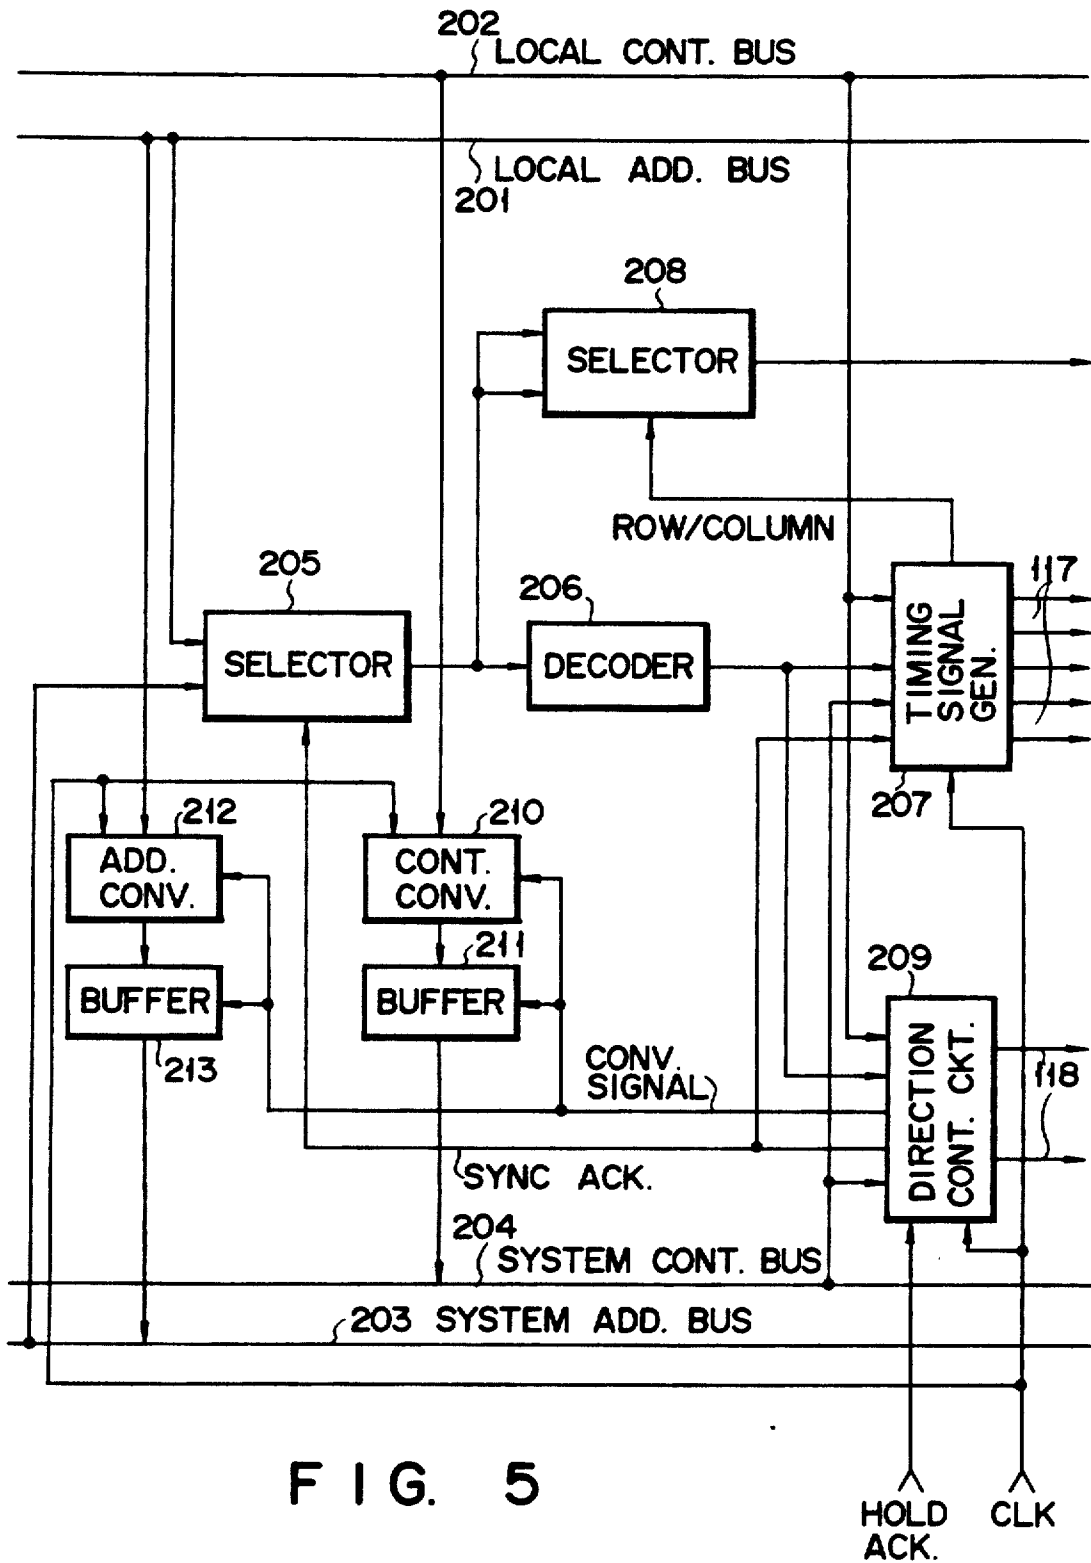 202
LOCAL CONT. BUS
LOCAL ADD. BUS
201
208
SELECTOR
ROW/COLUMN
205
SELECTOR
206
DECODER
117
TIMING
SIGNAL
GEN.
207
212
ADD.
CONV.
210
CONT.
CONV.
BUFFER
213
211
BUFFER
209
DIRECTION
CONT. CKT.
118
CONV.
SIGNAL
SYNC ACK.
204
SYSTEM CONT. BUS
203 SYSTEM ADD. BUS
FIG. 5
HOLD
ACK.
CLK